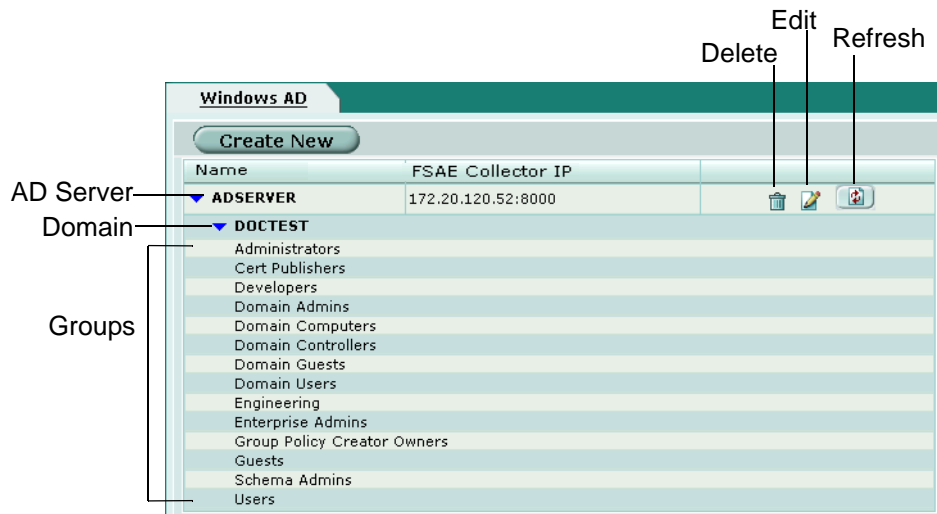 Edit
Delete
Refresh
Windows AD
Create New
Name FSAE Collector IP
AD Server
ADSERVER 172.20.120.52:8000
Domain
DOCTEST
Groups
Administrators
Cert Publishers
Developers
Domain Admins
Domain Computers
Domain Controllers
Domain Guests
Domain Users
Engineering
Enterprise Admins
Group Policy Creator Owners
Guests
Schema Admins
Users